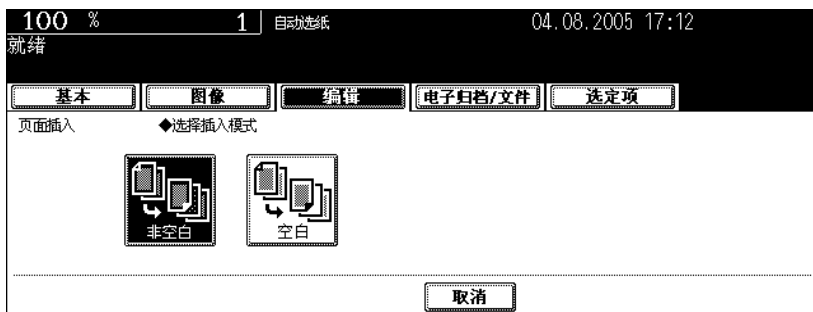 100 % 1 自动选纸 04.08.2005 17:12
就绪
基本 图像 编辑 电子归档/文件 选定项
页面插入 ◆选择插入模式
非空白 空白
取消